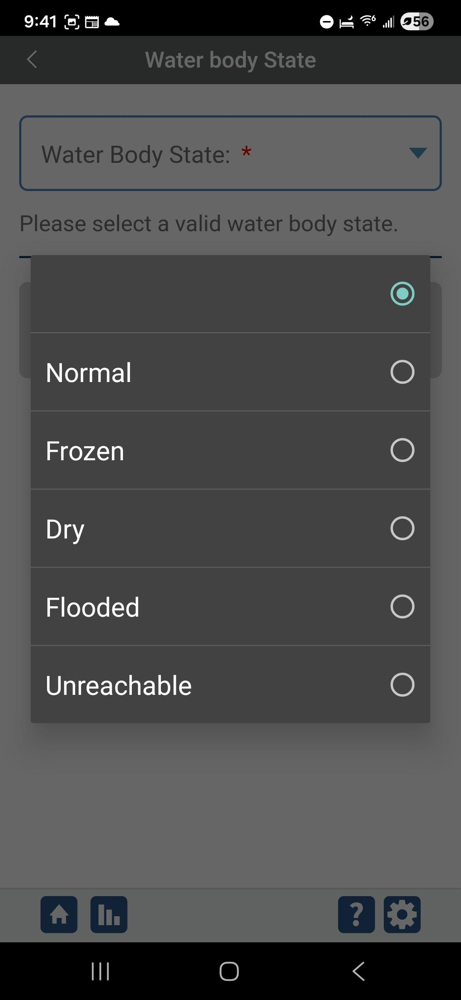 9:41 6 56
Water body State
Water Body State: *
Please select a valid water body state.
Normal
Frozen
Dry
Flooded
Unreachable
?